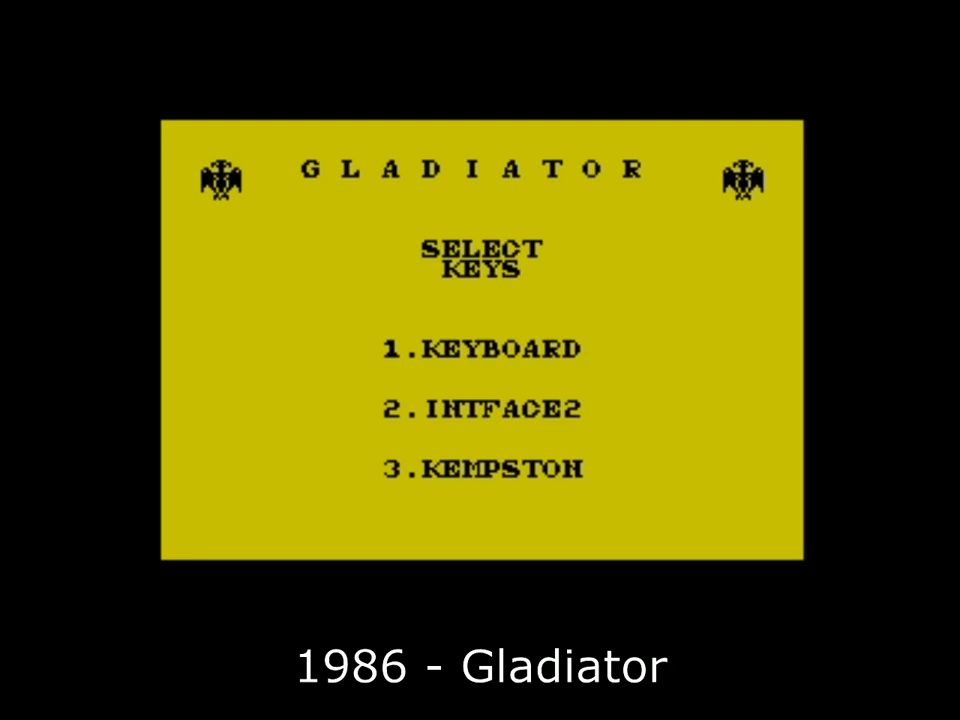 G L A D I A T O R
SELECT
KEYS
1.KEYBOARD
2.INTFACE2
3.KEMPSTON
1986 - Gladiator